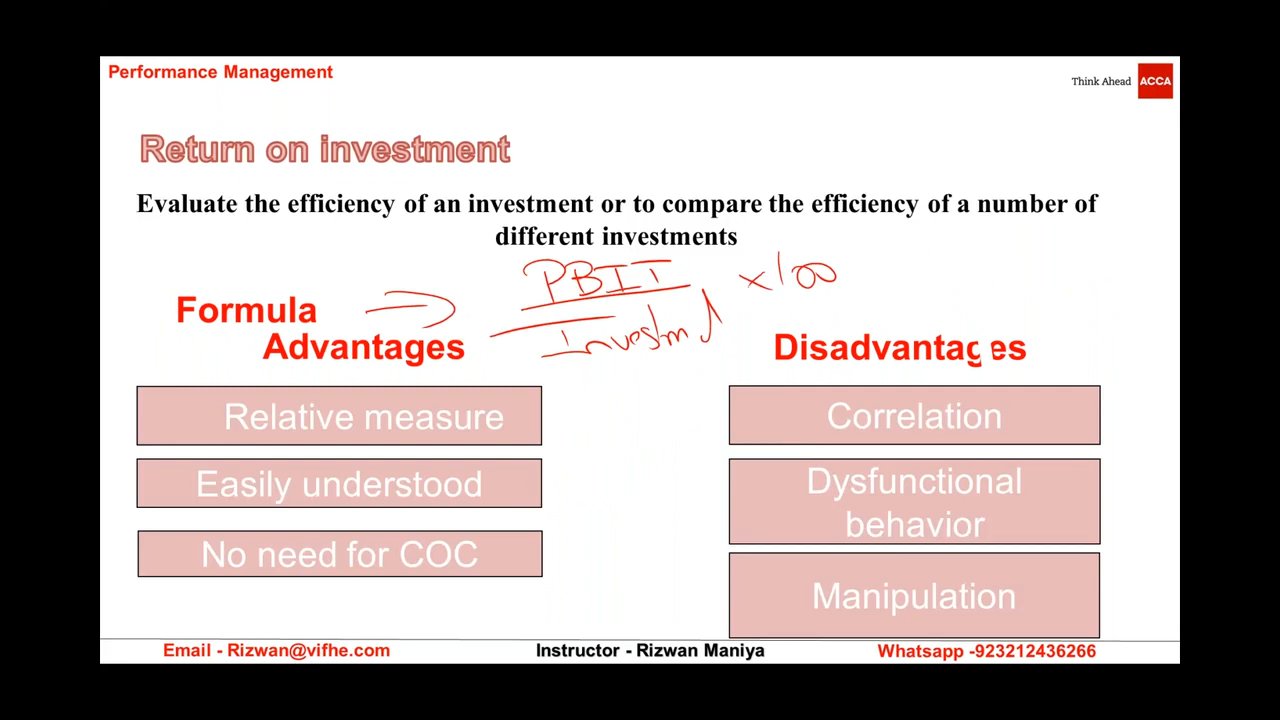 Performance Management
Think Ahead ACCA
Return on investment
Evaluate the efficiency of an investment or to compare the efficiency of a number of
different investments
PBIT ×100
Formula
Investm
Advantages
Disadvantages
Relative measure
Correlation
Easily understood
Dysfunctional
behavior
No need for COC
Manipulation
Email - Rizwan@vifhe.com Instructor - Rizwan Maniya Whatsapp -923212436266